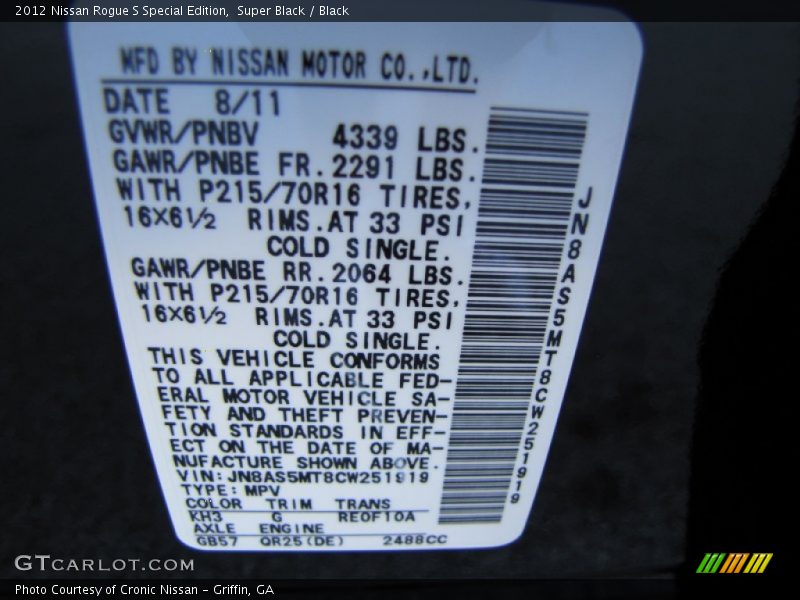 2012 Nissan Rogue S Special Edition,  Super Black / Black
MFD BY NISSAN MOTOR CO.,LTD.
DATE 8/11
GVWR/PNBV 4339 LBS.
GAWR/PNBE FR. 2291 LBS.
WITH P215/70R16 TIRES,
16X6½ RIMS. AT 33 PSI
COLD SINGLE.
GAWR/PNBE RR. 2064 LBS.
WITH P215/70R16 TIRES,
16X6½ RIMS. AT 33 PSI
COLD SINGLE.
THIS VEHICLE CONFORMS
TO ALL APPLICABLE FED-
ERAL MOTOR VEHICLE SA-
FETY AND THEFT PREVEN-
TION STANDARDS IN EFF-
ECT ON THE DATE OF MA-
NUFACTURE SHOWN ABOVE.
VIN: JN8AS5MT8CW251919
TYPE: MPV
COLOR TRIM TRANS
KH3 G RE0F10A
AXLE ENGINE
GB57 QR25(DE) 2488CC
JN8AS5MT8CW251919
GTCARLOT.COM
Photo Courtesy of Cronic Nissan - Griffin, GA